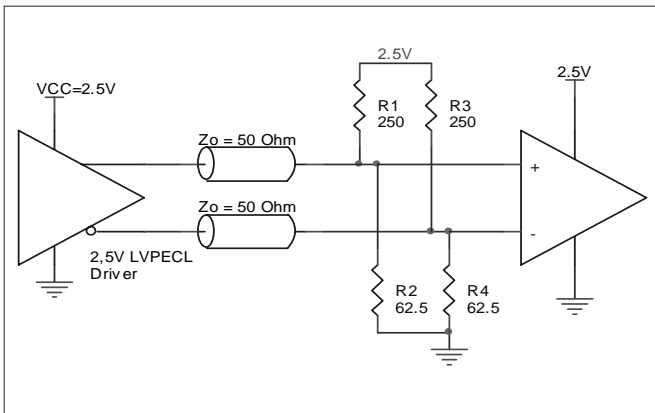 2.5V
VCC=2.5V
2.5V
R1
250
R3
250
Zo = 50 Ohm
+
Zo = 50 Ohm
-
2,5V LVPECL
Driver
R2
62.5
R4
62.5